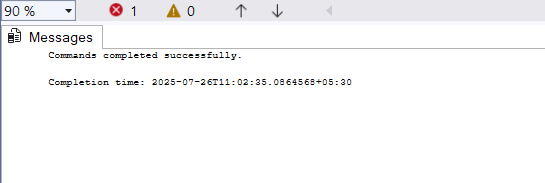 90 % 1 0
Messages
Commands completed successfully.
Completion time: 2025-07-26T11:02:35.0864568+05:30